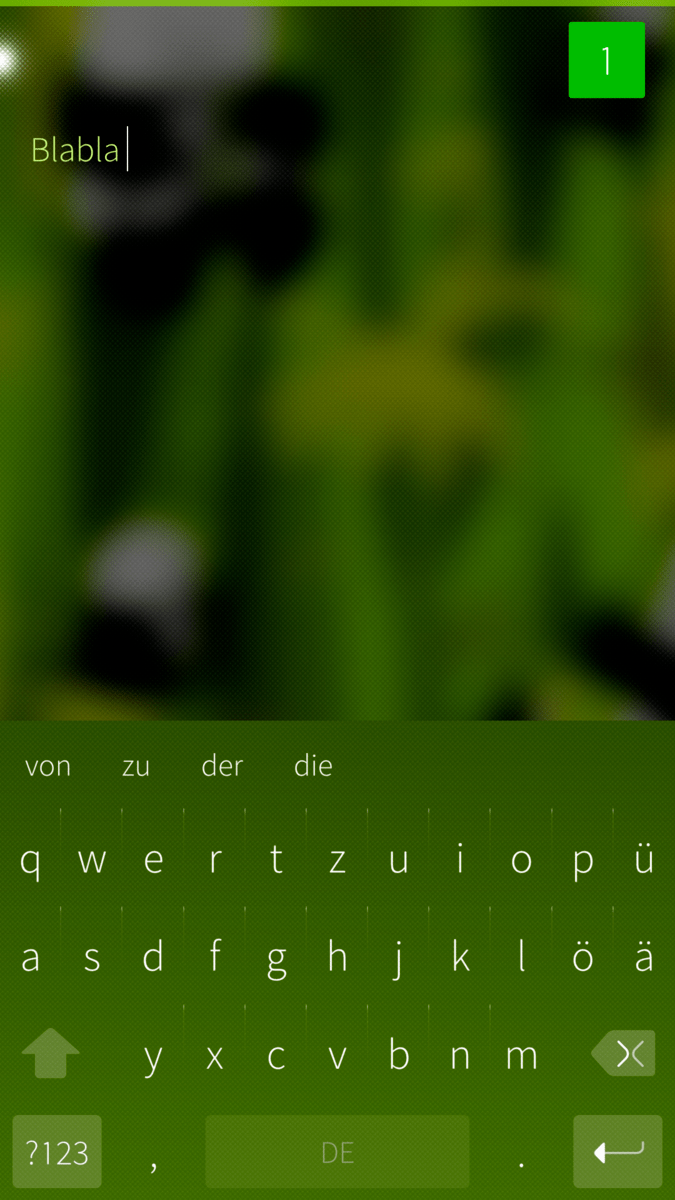 1
Blabla
von zu der die
q w e r t z u i o p ü
a s d f g h j k l ö ä
y x c v b n m
?123 , DE .